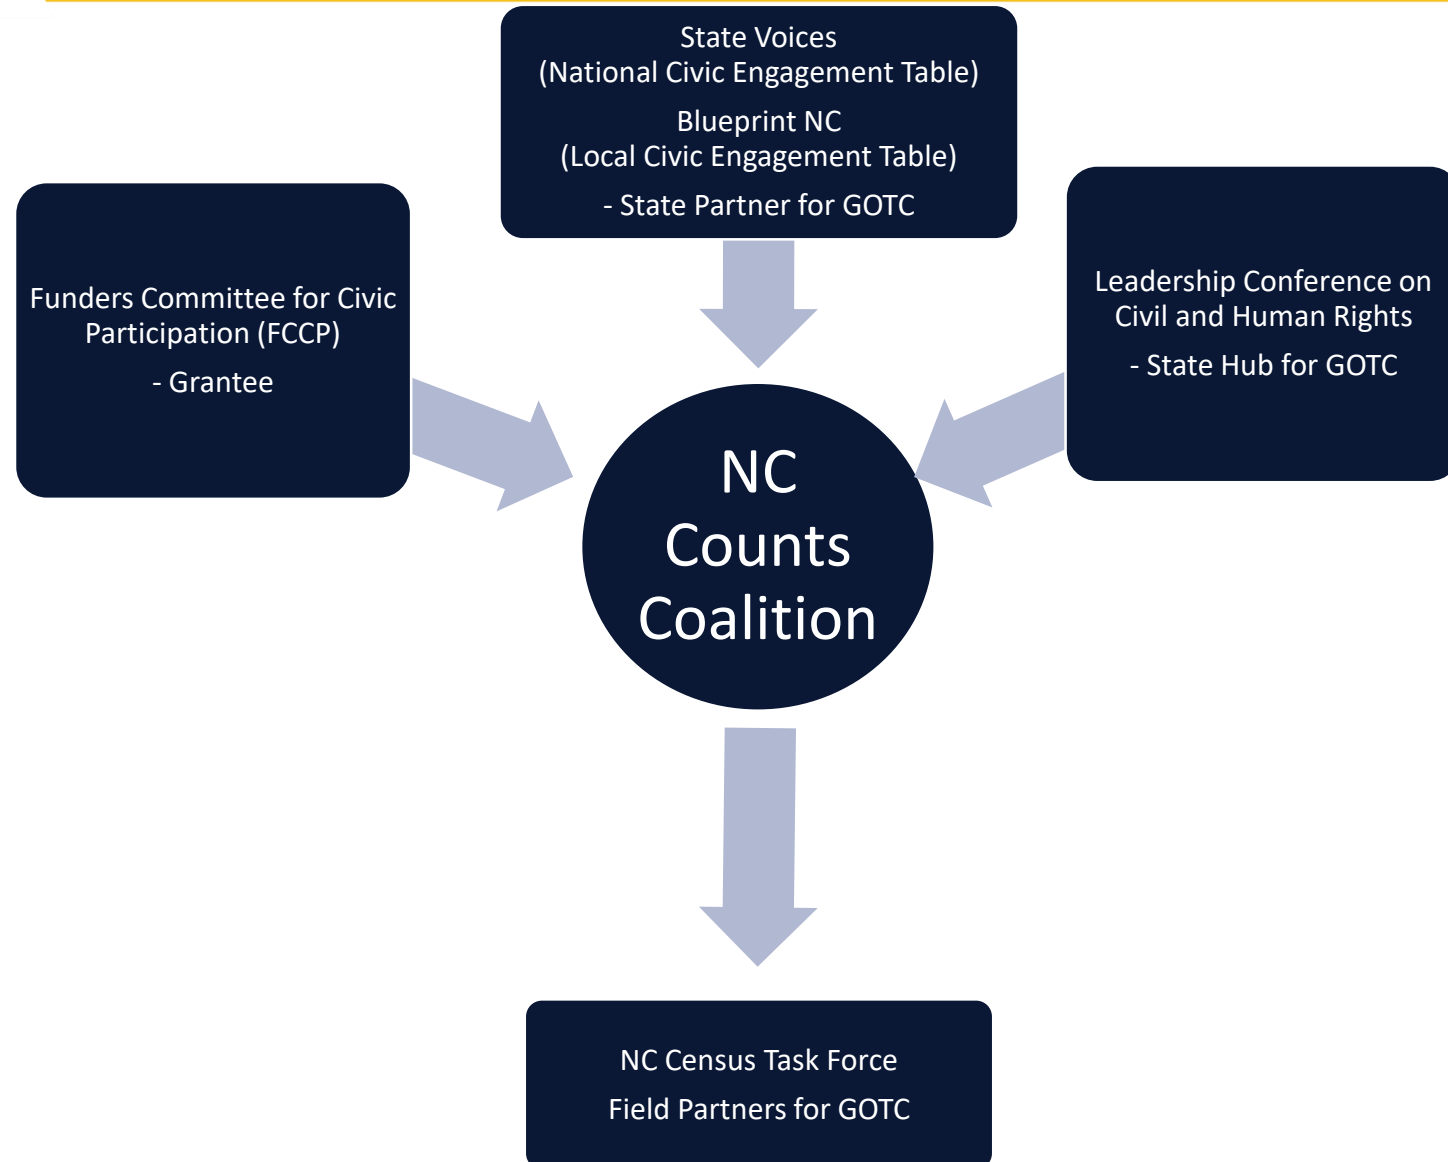 State Voices
(National Civic Engagement Table)
Blueprint NC
(Local Civic Engagement Table)
- State Partner for GOTC
Funders Committee for Civic
Participation (FCCP)
- Grantee
Leadership Conference on
Civil and Human Rights
- State Hub for GOTC
NC
Counts
Coalition
NC Census Task Force
Field Partners for GOTC